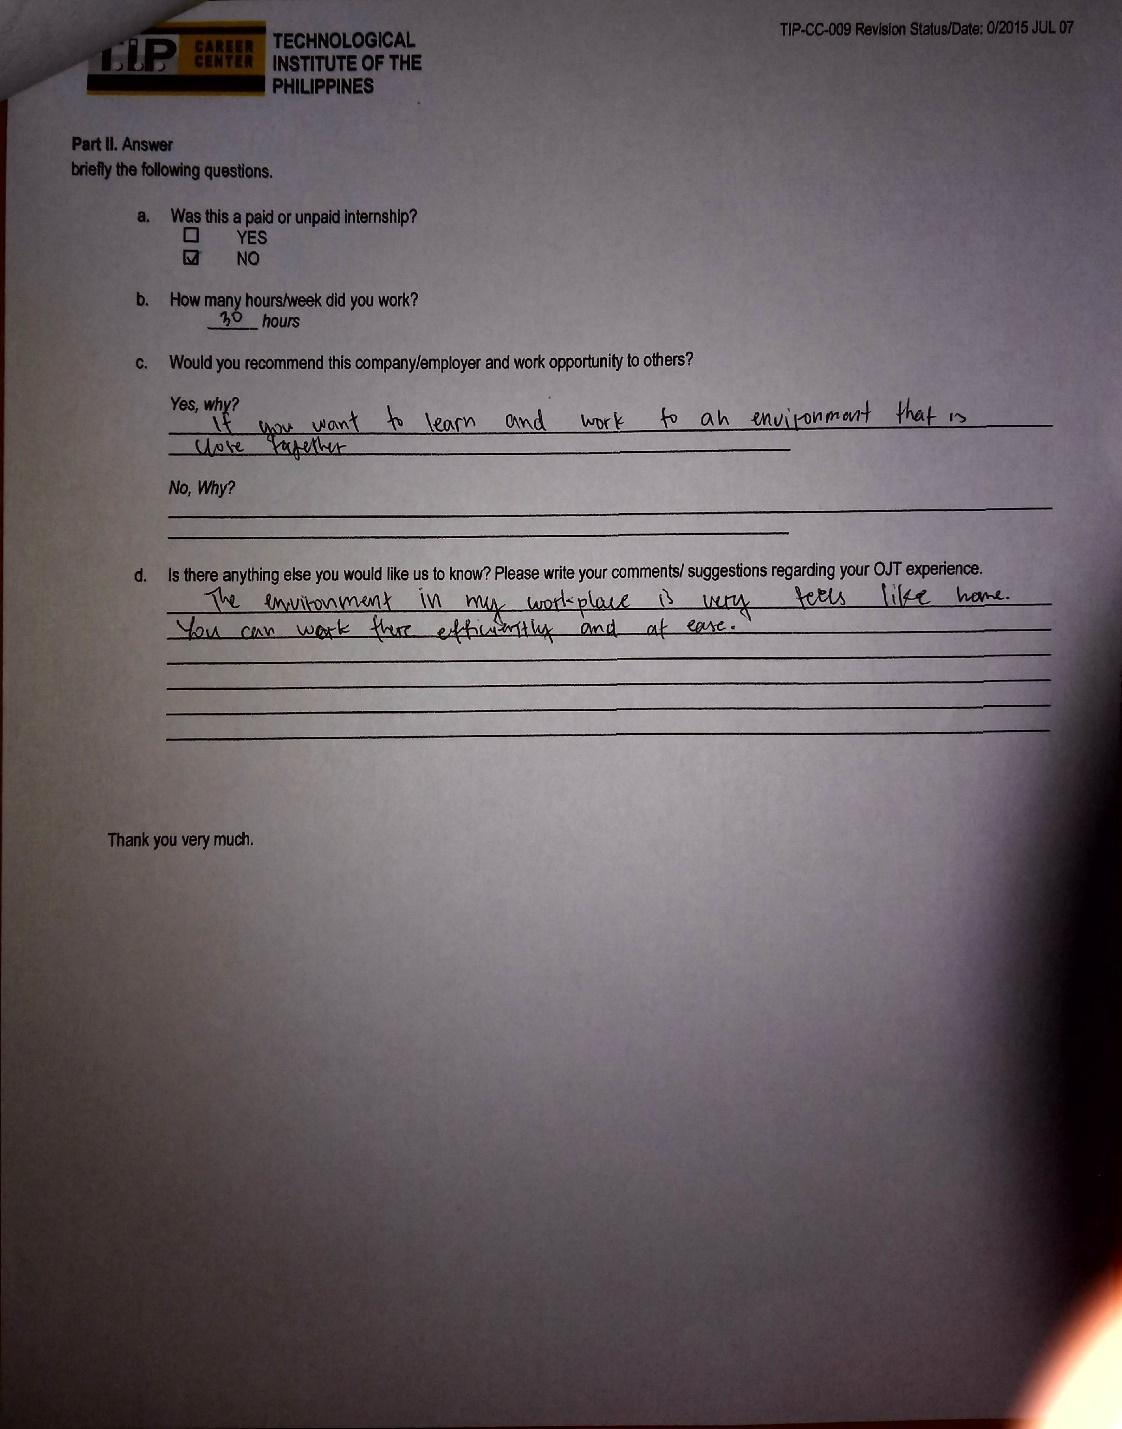 TIP-CC-009 Revision Status/Date: 0/2015 JUL 07
T.I.P CAREER CENTER
TECHNOLOGICAL
INSTITUTE OF THE
PHILIPPINES
Part II. Answer
briefly the following questions.
a. Was this a paid or unpaid internship?
☐ YES
☑ NO
b. How many hours/week did you work?
30 hours
c. Would you recommend this company/employer and work opportunity to others?
Yes, why?
If you want to learn and work to an environment that is
close together
No, Why?
d. Is there anything else you would like us to know? Please write your comments/ suggestions regarding your OJT experience.
The environment in my workplace is very feels like home.
You can work there efficiently and at ease.
Thank you very much.